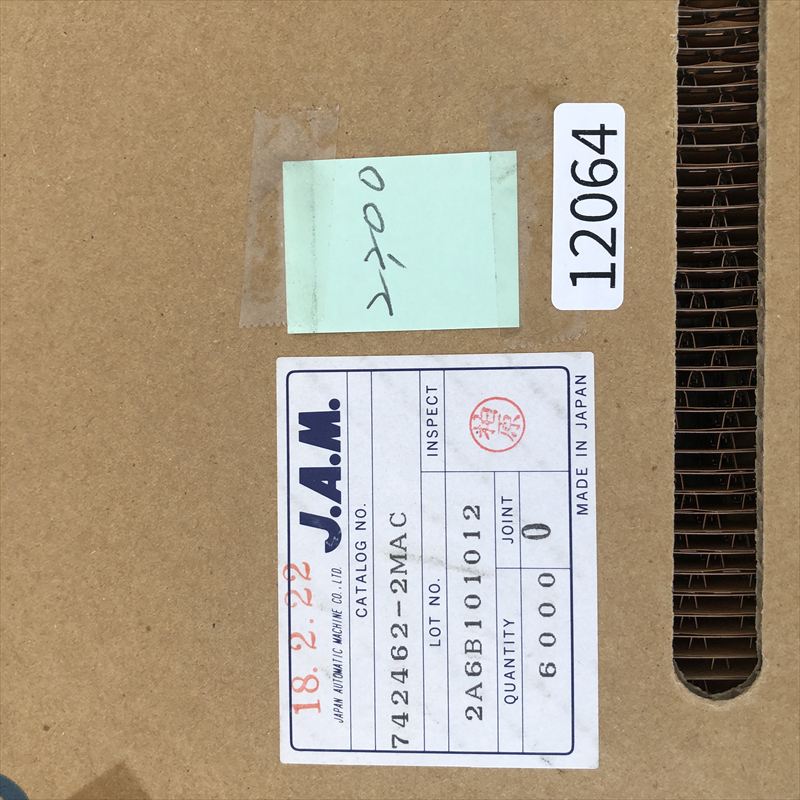 12064
2,200
18.2.22
J.A.M.
JAPAN AUTOMATIC MACHINE CO.,LTD.
CATALOG NO.
742462-2MAC
LOT NO.
INSPECT
2A6B101012
QUANTITY
JOINT
6000
0
MADE IN JAPAN